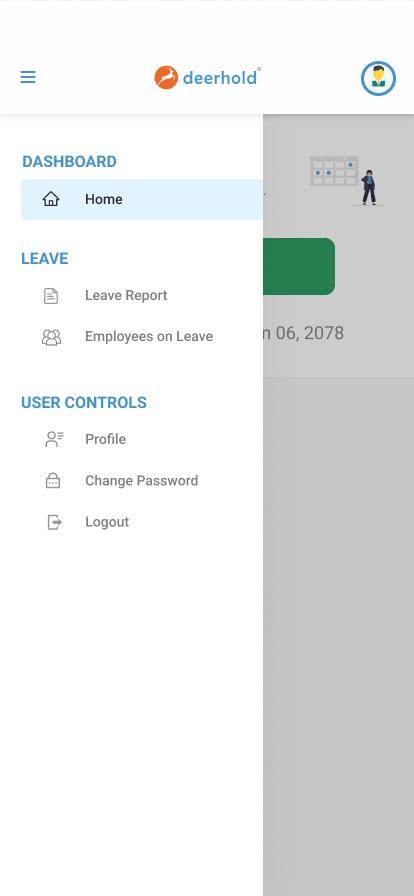 deerhold
DASHBOARD
Home
LEAVE
Leave Report
Employees on Leave
06, 2078
USER CONTROLS
Profile
Change Password
Logout